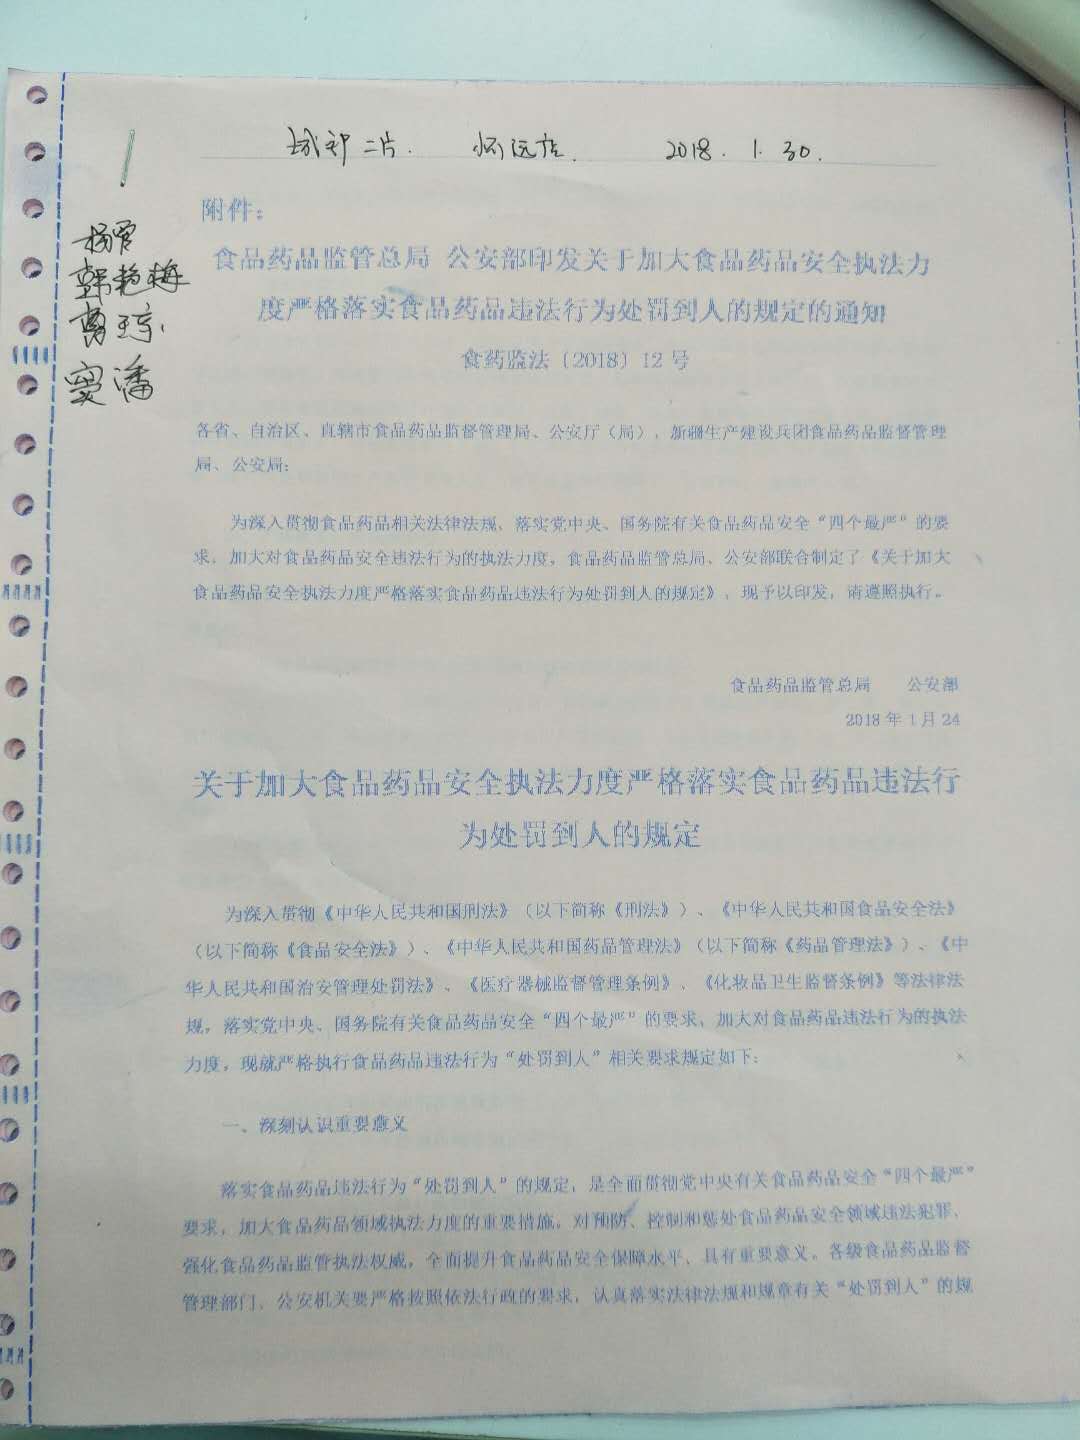 城郊二片. 怀远店. 2018.1.30.
杨雪
韩艳梅
曹琼
窦潘
附件：
食品药品监管总局 公安部印发关于加大食品药品安全执法力
度严格落实食品药品违法行为处罚到人的规定的通知
食药监法〔2018〕12号
各省、自治区、直辖市食品药品监督管理局、公安厅（局），新疆生产建设兵团食品药品监督管理
局、公安局：
为深入贯彻食品药品相关法律法规，落实党中央、国务院有关食品药品安全“四个最严”的要
求，加大对食品药品安全违法行为的执法力度，食品药品监管总局、公安部联合制定了《关于加大
食品药品安全执法力度严格落实食品药品违法行为处罚到人的规定》，现予以印发，请遵照执行。
食品药品监管总局 公安部
2018年1月24
关于加大食品药品安全执法力度严格落实食品药品违法行
为处罚到人的规定
为深入贯彻《中华人民共和国刑法》（以下简称《刑法》）、《中华人民共和国食品安全法》
（以下简称《食品安全法》）、《中华人民共和国药品管理法》（以下简称《药品管理法》）、《中
华人民共和国治安管理处罚法》、《医疗器械监督管理条例》、《化妆品卫生监督条例》等法律法
规，落实党中央、国务院有关食品药品安全“四个最严”的要求，加大对食品药品违法行为的执法
力度，现就严格执行食品药品违法行为“处罚到人”相关要求规定如下：
一、深刻认识重要意义
落实食品药品违法行为“处罚到人”的规定，是全面贯彻党中央有关食品药品安全“四个最严”
要求，加大食品药品领域执法力度的重要措施，对预防、控制和惩处食品药品安全领域违法犯罪，
强化食品药品监管执法权威，全面提升食品药品安全保障水平，具有重要意义。各级食品药品监督
管理部门、公安机关要严格按照依法行政的要求，认真落实法律法规和规章有关“处罚到人”的规